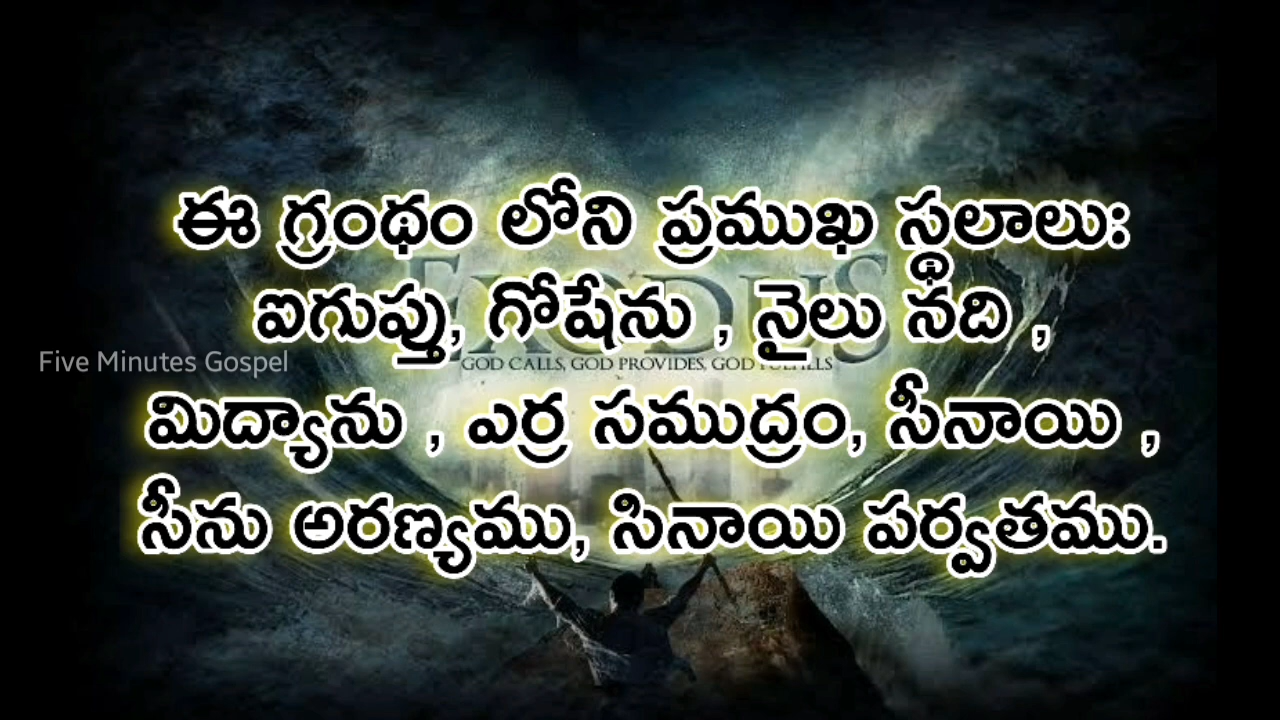 ఈ గ్రంథం లోని ప్రముఖ స్థలాలుః
EXODUS
ఐగుప్తు, గోషేను , నైలు నది ,
Five Minutes Gospel
GOD CALLS, GOD PROVIDES, GOD FULFILLS
మిద్యాను , ఎర్ర సముద్రం, సీనాయి ,
సీను అరణ్యము, సినాయి పర్వతము.